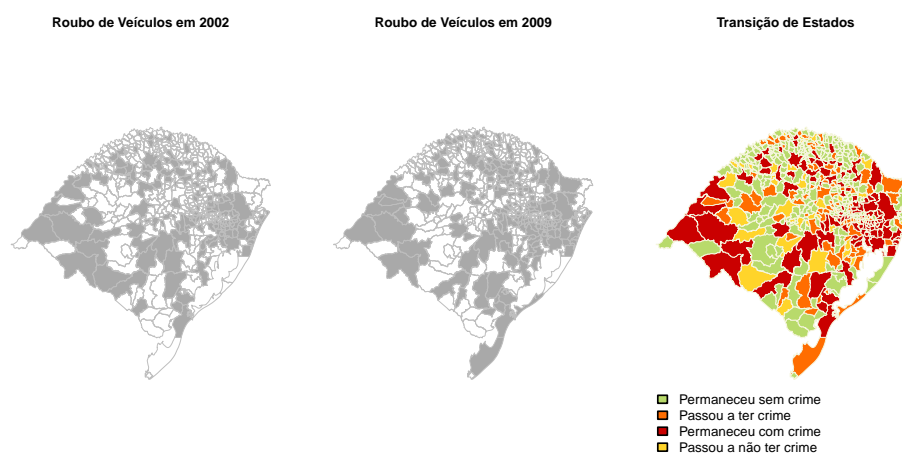 Roubo de Veículos em 2002
Roubo de Veículos em 2009
Transição de Estados
Permaneceu sem crime
Passou a ter crime
Permaneceu com crime
Passou a não ter crime